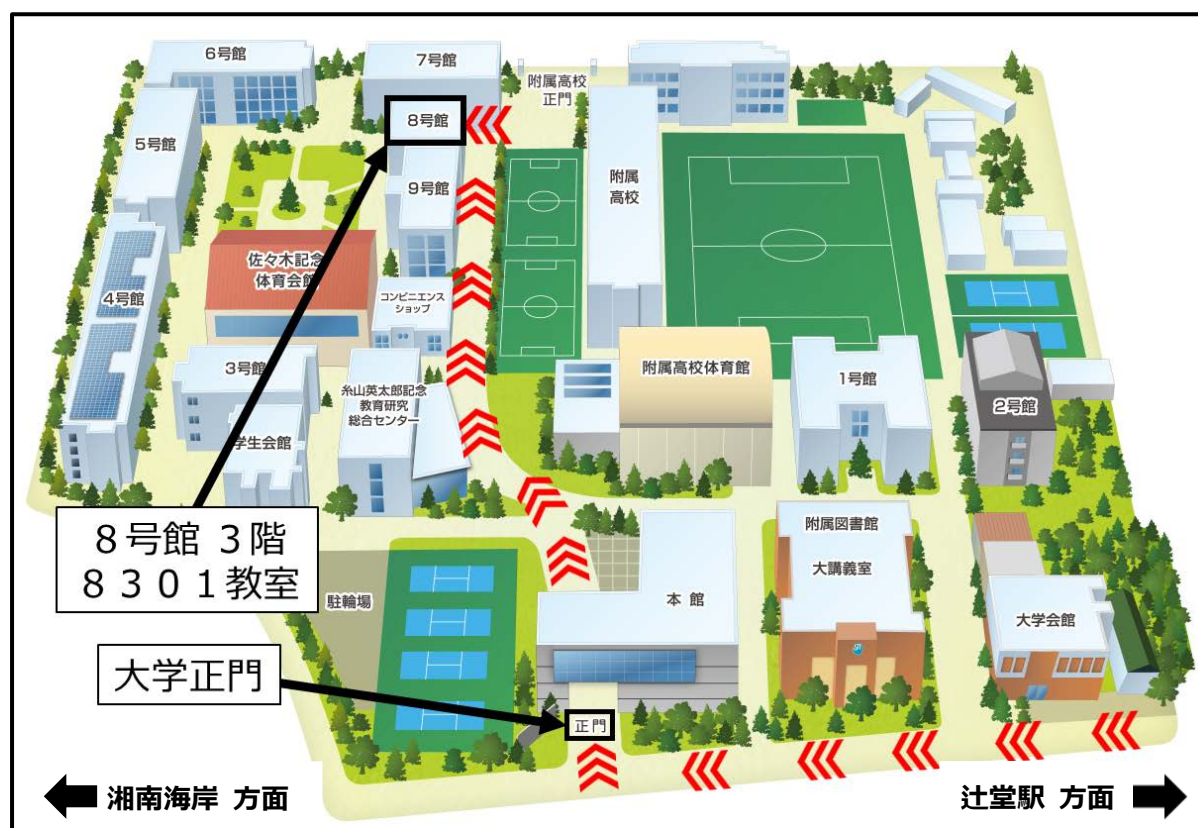 6号館
7号館
附属高校
正門
8号館
5号館
9号館
附属
高校
佐々木記念
体育会館
4号館
コンビニエンス
ショップ
3号館
糸山英太郎記念
教育研究
総合センター
附属高校体育館
1号館
2号館
学生会館
8号館 3階
8301教室
附属図書館
大講義室
駐輪場
本館
大学会館
大学正門
正門
湘南海岸 方面
辻堂駅 方面